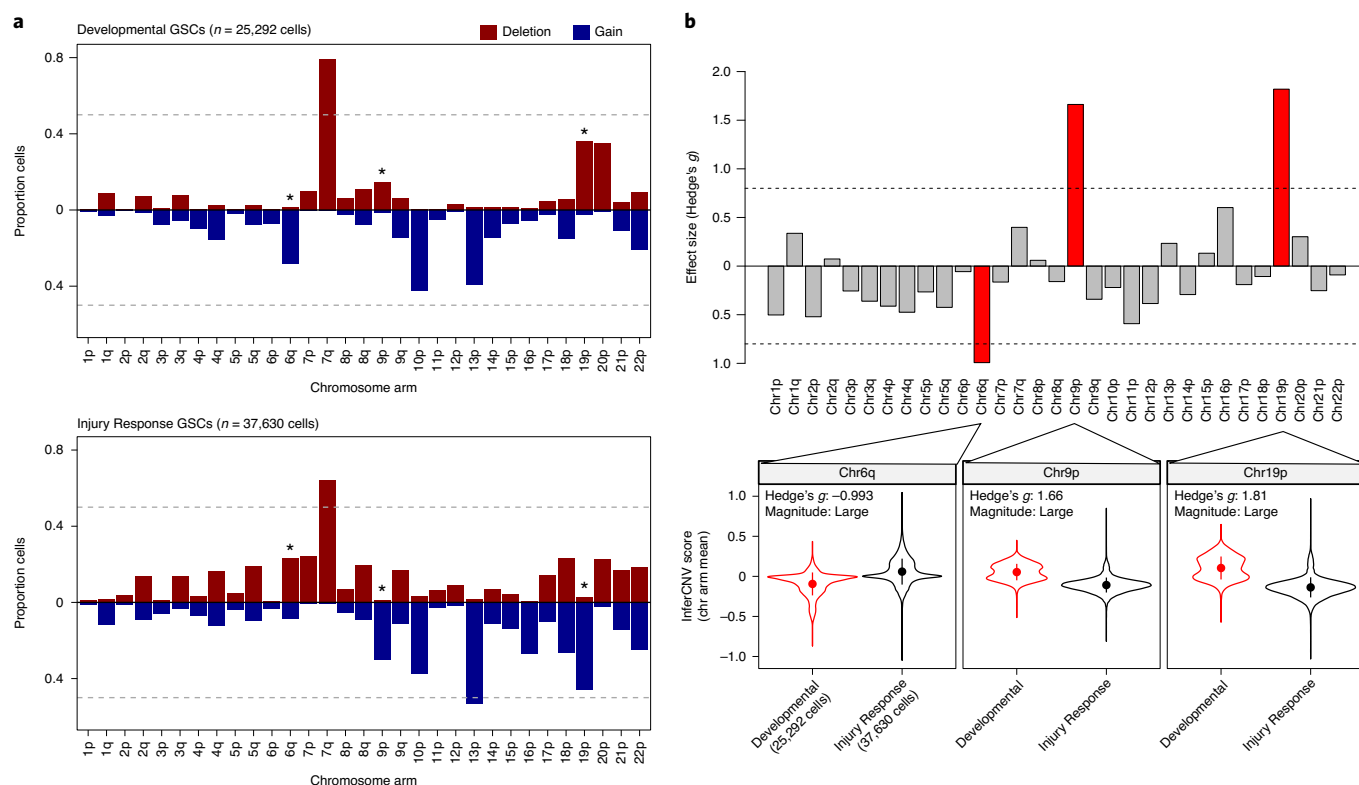 a
Developmental GSCs (n = 25,292 cells)
Deletion
Gain
Proportion cells
0.8
0.4
0
0.4
1p 1q 2p 2q 3p 3q 4p 4q 5p 5q 6p 6q 7p 7q 8p 8q 9p 9q 10p 11p 12p 13p 14p 15p 16p 17p 18p 19p 20p 21p 22p
* * *
Chromosome arm
Injury Response GSCs (n = 37,630 cells)
Proportion cells
0.8
0.4
0
0.4
1p 1q 2p 2q 3p 3q 4p 4q 5p 5q 6p 6q 7p 7q 8p 8q 9p 9q 10p 11p 12p 13p 14p 15p 16p 17p 18p 19p 20p 21p 22p
* * *
Chromosome arm
b
Effect size (Hedge's g)
2.0
1.5
1.0
0.5
0
0.5
1.0
Chr1p Chr1q Chr2p Chr2q Chr3p Chr3q Chr4p Chr4q Chr5p Chr5q Chr6p Chr6q Chr7p Chr7q Chr8p Chr8q Chr9p Chr9q Chr10p Chr11p Chr12p Chr13p Chr14p Chr15p Chr16p Chr17p Chr18p Chr19p Chr20p Chr21p Chr22p
Chr6q
Hedge's g: −0.993
Magnitude: Large
Chr9p
Hedge's g: 1.66
Magnitude: Large
Chr19p
Hedge's g: 1.81
Magnitude: Large
InferCNV score
(chr arm mean)
1.0
0.5
0
−0.5
−1.0
Developmental
(25,292 cells)
Injury Response
(37,630 cells)
Developmental
Injury Response
Developmental
Injury Response